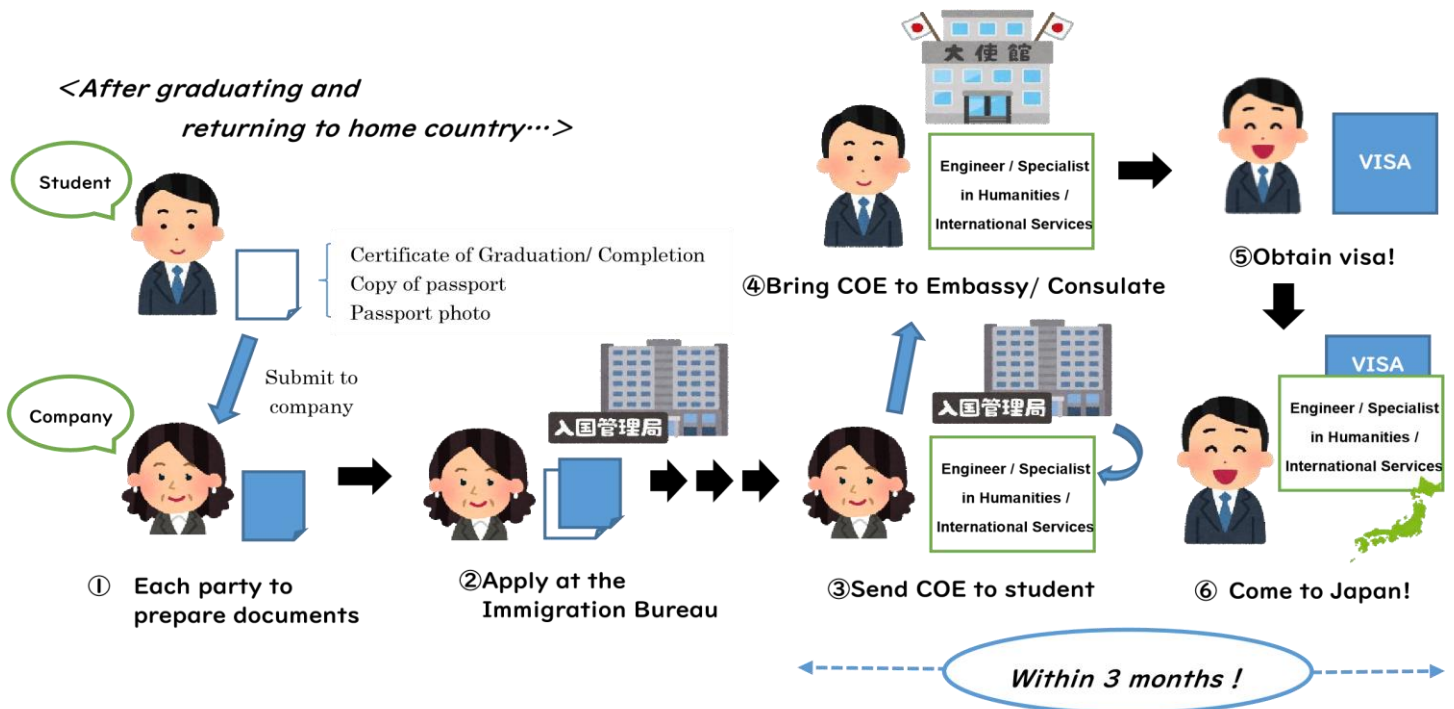 <After graduating and
returning to home country…>
Student
Certificate of Graduation/ Completion
Copy of passport
Passport photo
Submit to
company
Company
入国管理局
① Each party to
prepare documents
②Apply at the
Immigration Bureau
入国管理局
Engineer / Specialist
in Humanities /
International Services
③Send COE to student
大使館
Engineer / Specialist
in Humanities /
International Services
④Bring COE to Embassy/ Consulate
VISA
⑤Obtain visa!
VISA
Engineer / Specialist
in Humanities /
International Services
⑥ Come to Japan!
Within 3 months !